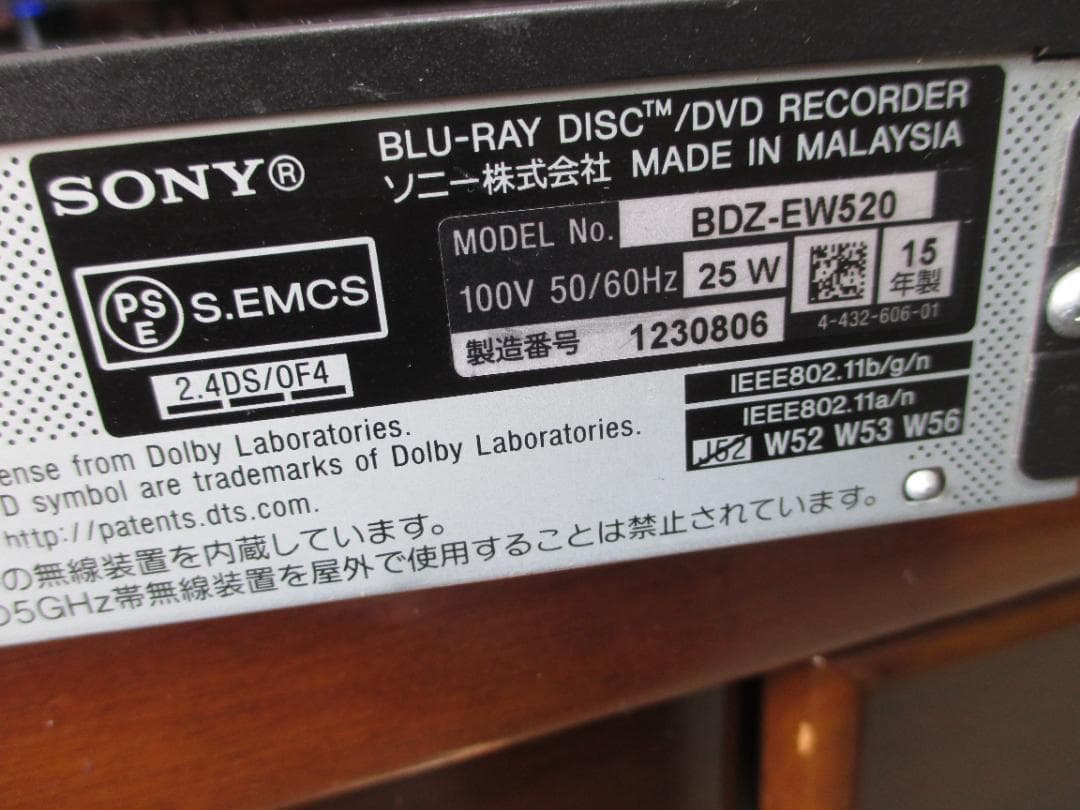 SONY®
BLU-RAY DISC™/DVD RECORDER
ソニー株式会社 MADE IN MALAYSIA
PSE S.EMCS
2.4DS/OF4
MODEL No. BDZ-EW520
100V 50/60Hz 25 W
15年製
製造番号 1230806
4-432-606-01
IEEE802.11b/g/n
IEEE802.11a/n
J52 W52 W53 W56
ense from Dolby Laboratories.
D symbol are trademarks of Dolby Laboratories.
http://patents.dts.com.
の無線装置を内蔵しています。
5GHz帯無線装置を屋外で使用することは禁止されています。